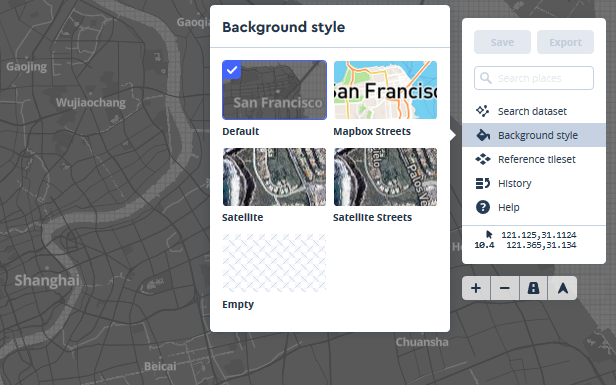 Gaoqia
Gaojing
Wujiaochang
Shanghai
Beicai
Chuansha
Background style
San Francisco
Default
San Francisco
Mapbox Streets
Satellite
Satellite Streets
Empty
Save
Export
Search places
Search dataset
Background style
Reference tileset
History
Help
121.125,31.1124
10.4 121.365,31.134